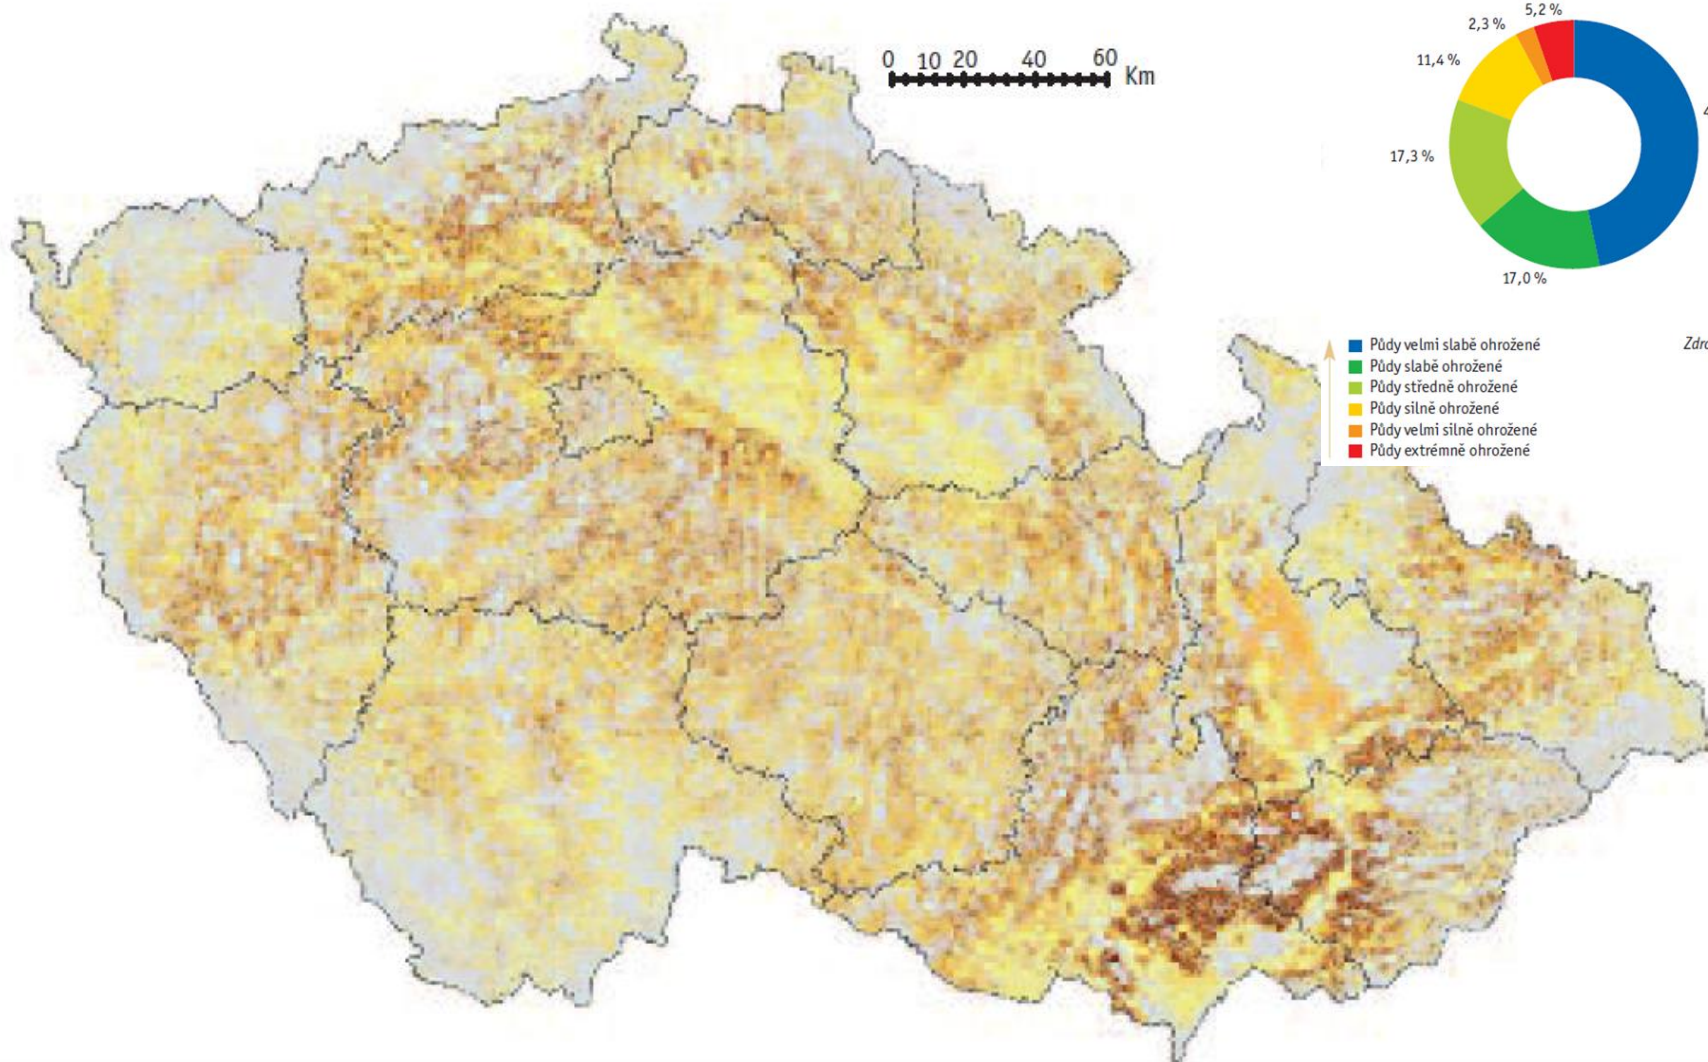 0 10 20 40 60 Km
5,2 %
2,3 %
11,4 %
17,3 %
17,0 %
Půdy velmi slabě ohrožené
Půdy slabě ohrožené
Půdy středně ohrožené
Půdy silně ohrožené
Půdy velmi silně ohrožené
Půdy extrémně ohrožené